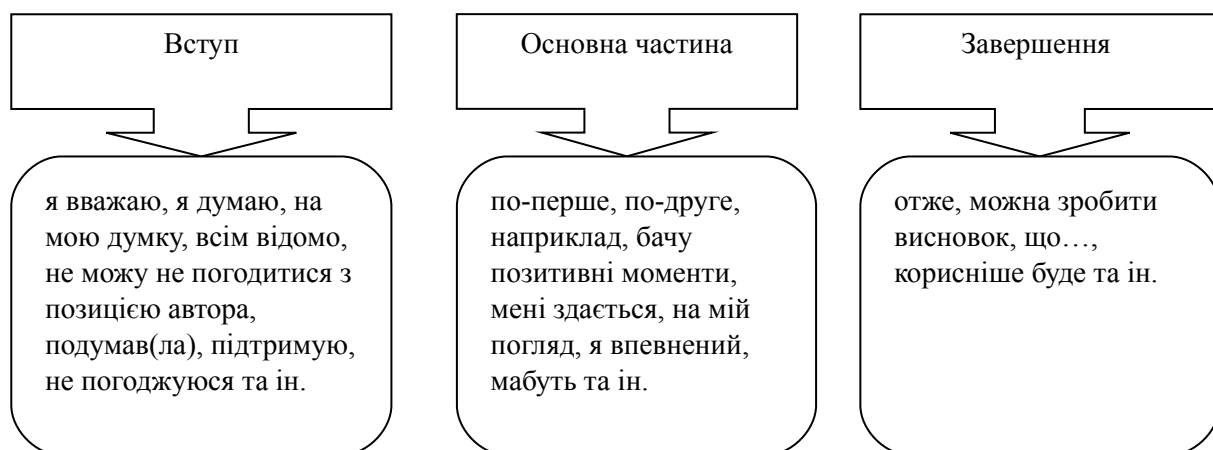 Вступ
я вважаю, я думаю, на
мою думку, всім відомо,
не можу не погодитися з
позицією автора,
подумав(ла), підтримую,
не погоджуюся та ін.
Основна частина
по-перше, по-друге,
наприклад, бачу
позитивні моменти,
мені здається, на мій
погляд, я впевнений,
мабуть та ін.
Завершення
отже, можна зробити
висновок, що…,
корисніше буде та ін.